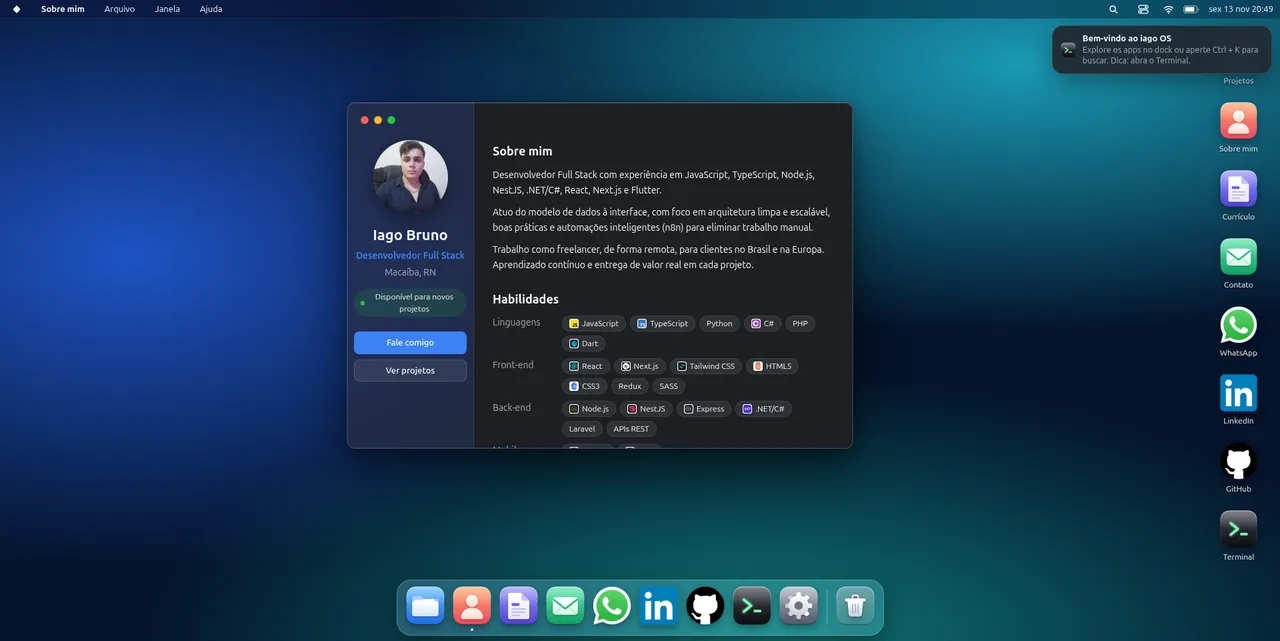 Sobre mim Arquivo Janela Ajuda
sex 13 nov 20:49
Bem-vindo ao iago OS
Explore os apps no dock ou aperte Ctrl + K para
buscar. Dica: abra o Terminal.
Projetos
Sobre mim
Currículo
Contato
WhatsApp
LinkedIn
GitHub
Terminal
Iago Bruno
Desenvolvedor Full Stack
Macaíba, RN
Disponível para novos
projetos
Fale comigo
Ver projetos
Sobre mim
Desenvolvedor Full Stack com experiência em JavaScript, TypeScript, Node.js,
NestJS, .NET/C#, React, Next.js e Flutter.
Atuo do modelo de dados à interface, com foco em arquitetura limpa e escalável,
boas práticas e automações inteligentes (n8n) para eliminar trabalho manual.
Trabalho como freelancer, de forma remota, para clientes no Brasil e na Europa.
Aprendizado contínuo e entrega de valor real em cada projeto.
Habilidades
Linguagens JavaScript TypeScript Python C# PHP
Dart
Front-end React Next.js Tailwind CSS HTML5
CSS3 Redux SASS
Back-end Node.js NestJS Express .NET/C#
Laravel APIs REST